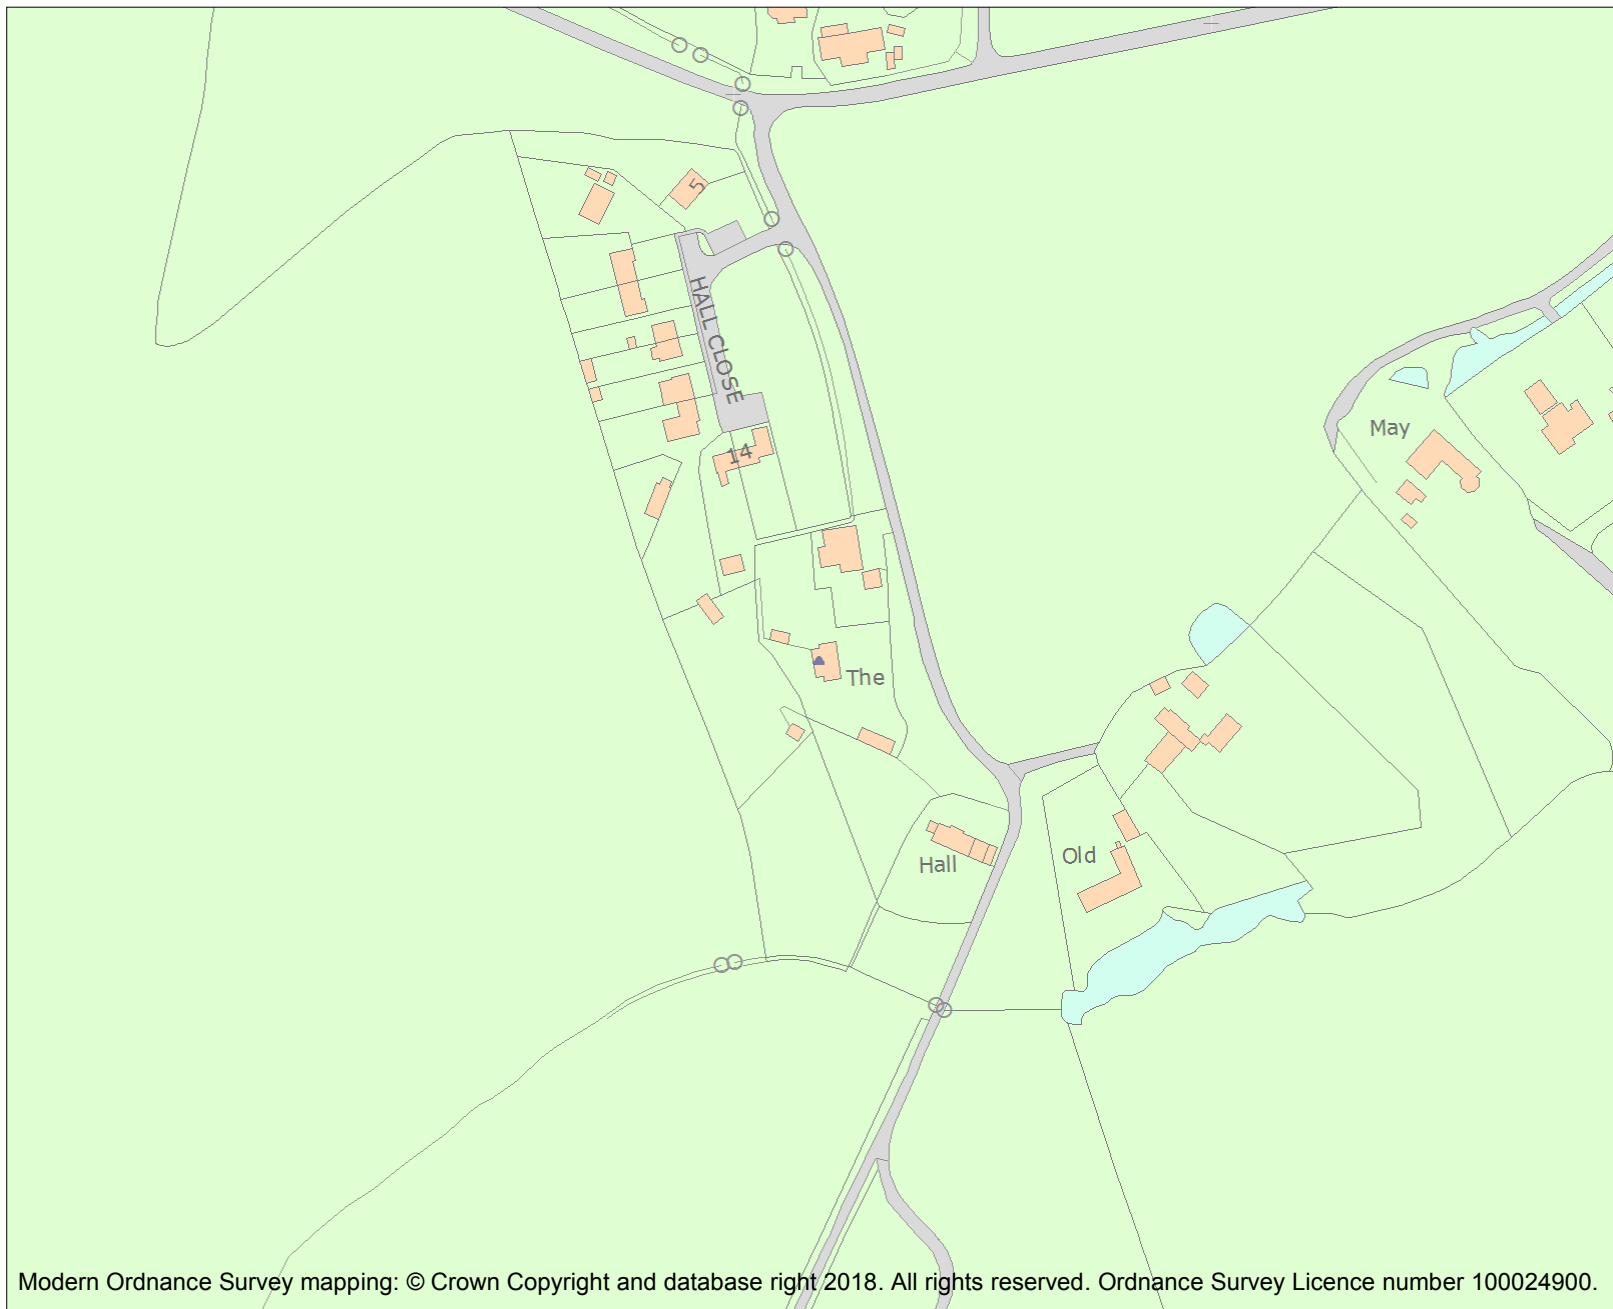 5
HALL CLOSE
May
14
The
Old
Hall
Modern Ordnance Survey mapping: © Crown Copyright and database right 2018. All rights reserved. Ordnance Survey Licence number 100024900.